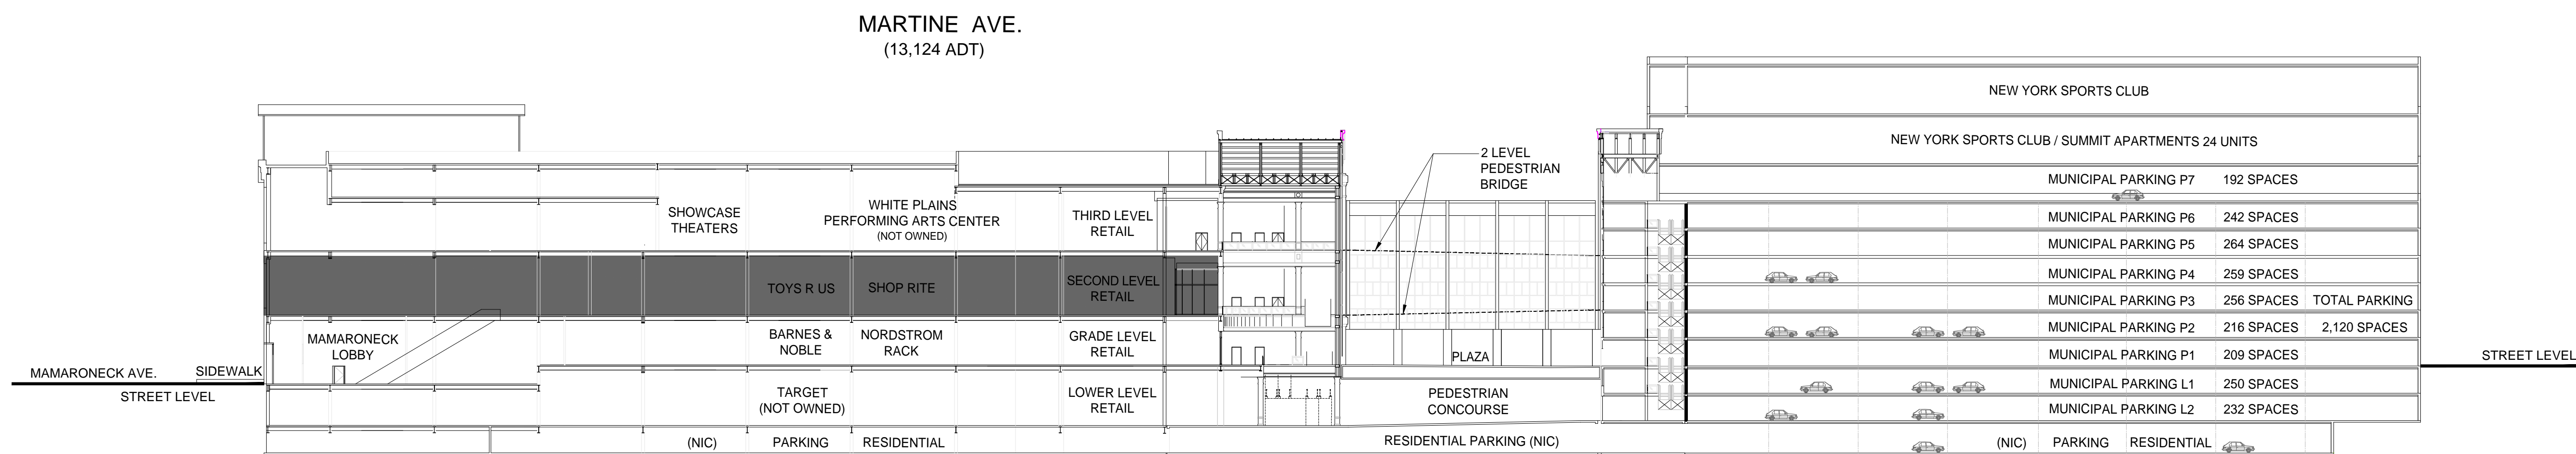 MARTINE AVE.
(13,124 ADT)
NEW YORK SPORTS CLUB
NEW YORK SPORTS CLUB / SUMMIT APARTMENTS 24 UNITS
2 LEVEL
PEDESTRIAN
BRIDGE
MUNICIPAL PARKING P7 192 SPACES
SHOWCASE
THEATERS
WHITE PLAINS
PERFORMING ARTS CENTER
(NOT OWNED)
THIRD LEVEL
RETAIL
MUNICIPAL PARKING P6 242 SPACES
MUNICIPAL PARKING P5 264 SPACES
TOYS R US
SHOP RITE
SECOND LEVEL
RETAIL
MUNICIPAL PARKING P4 259 SPACES
MUNICIPAL PARKING P3 256 SPACES TOTAL PARKING
MUNICIPAL PARKING P2 216 SPACES 2,120 SPACES
MAMARONECK
LOBBY
BARNES &
NOBLE
NORDSTROM
RACK
GRADE LEVEL
RETAIL
PLAZA
MUNICIPAL PARKING P1 209 SPACES
STREET LEVEL
MAMARONECK AVE.
SIDEWALK
STREET LEVEL
TARGET
(NOT OWNED)
LOWER LEVEL
RETAIL
PEDESTRIAN
CONCOURSE
MUNICIPAL PARKING L1 250 SPACES
MUNICIPAL PARKING L2 232 SPACES
(NIC) PARKING RESIDENTIAL
RESIDENTIAL PARKING (NIC)
(NIC) PARKING RESIDENTIAL